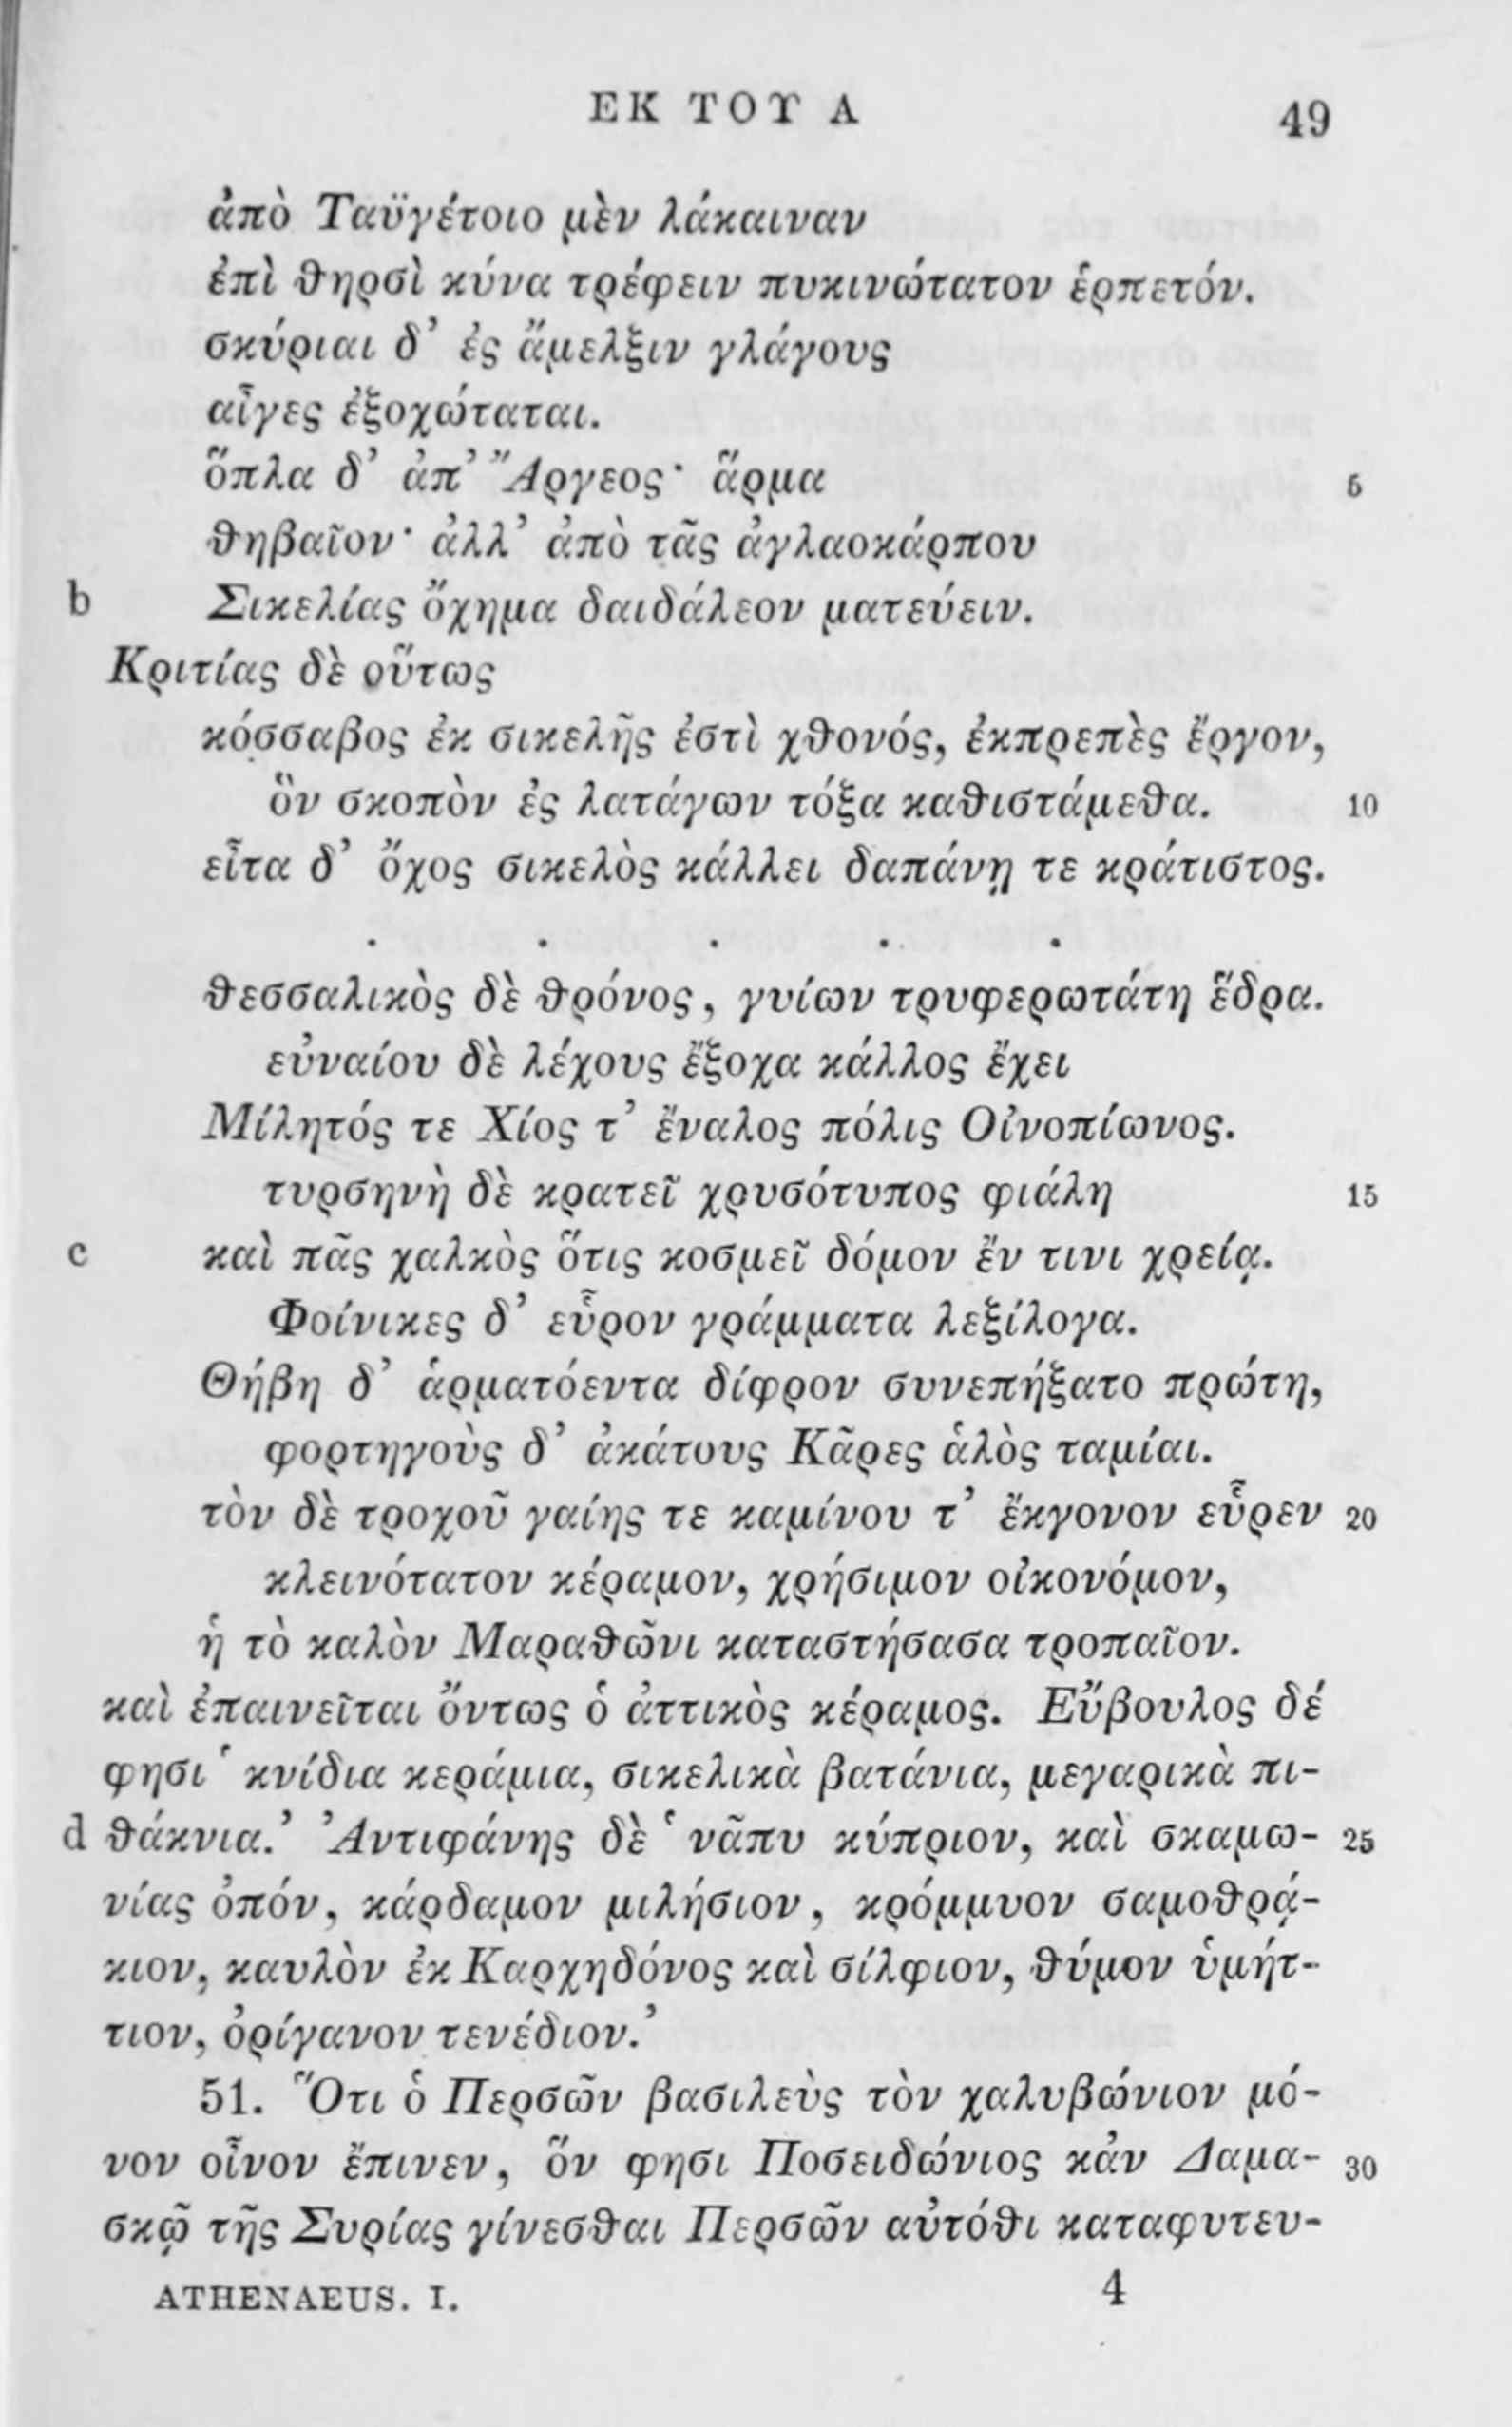 ΕΚ ΤΟΥ Α 49
ἀπὸ Ταϋγέτοιο μὲν λάκαιναν
ἐπὶ θηρσὶ κύνα τρέφειν πυκινώτατον ἑρπετόν.
σκύριαι δ’ ἐς ἄμελξιν γλάγους
αἶγες ἐξοχώταται.
ὅπλα δ’ ἀπ’ Ἄργεος· ἅρμα 5
θηβαῖον· ἀλλ’ ἀπὸ τᾶς ἀγλαοκάρπου
b Σικελίας ὄχημα δαιδάλεον ματεύειν.
Κριτίας δὲ οὕτως
κόσσαβος ἐκ σικελῆς ἐστὶ χθονός, ἐκπρεπὲς ἔργον,
ὃν σκοπὸν ἐς λατάγων τόξα καθιστάμεθα. 10
εἶτα δ’ ὄχος σικελὸς κάλλει δαπάνῃ τε κράτιστος.
. . . . .
θεσσαλικὸς δὲ θρόνος, γυίων τρυφερωτάτη ἕδρα.
εὐναίου δὲ λέχους ἔξοχα κάλλος ἔχει
Μίλητός τε Χίος τ’ ἔναλος πόλις Οἰνοπίωνος.
τυρσηνὴ δὲ κρατεῖ χρυσότυπος φιάλη 15
c καὶ πᾶς χαλκὸς ὅτις κοσμεῖ δόμον ἔν τινι χρείᾳ.
Φοίνικες δ’ εὗρον γράμματα λεξίλογα.
Θήβη δ’ ἁρματόεντα δίφρον συνεπήξατο πρώτη,
φορτηγοὺς δ’ ἀκάτους Κᾶρες ἁλὸς ταμίαι.
τὸν δὲ τροχοῦ γαίης τε καμίνου τ’ ἔκγονον εὗρεν 20
κλεινότατον κέραμον, χρήσιμον οἰκονόμον,
ἡ τὸ καλὸν Μαραθῶνι καταστήσασα τροπαῖον.
καὶ ἐπαινεῖται ὄντως ὁ ἀττικὸς κέραμος. Εὔβουλος δέ
φησι ‘κνίδια κεράμια, σικελικὰ βατάνια, μεγαρικὰ πι-
d θάκνια.’ Ἀντιφάνης δὲ ‘νᾶπυ κύπριον, καὶ σκαμω- 25
νίας ὀπόν, κάρδαμον μιλήσιον, κρόμμυον σαμοθρᾴ-
κιον, καυλὸν ἐκ Καρχηδόνος καὶ σίλφιον, θύμον ὑμήτ-
τιον, ὀρίγανον τενέδιον.’
51. Ὅτι ὁ Περσῶν βασιλεὺς τὸν χαλυβώνιον μό-
νον οἶνον ἔπινεν, ὅν φησι Ποσειδώνιος κἀν Δαμα- 30
σκῷ τῆς Συρίας γίνεσθαι Περσῶν αὐτόθι καταφυτευ-
ATHENAEUS. I. 4